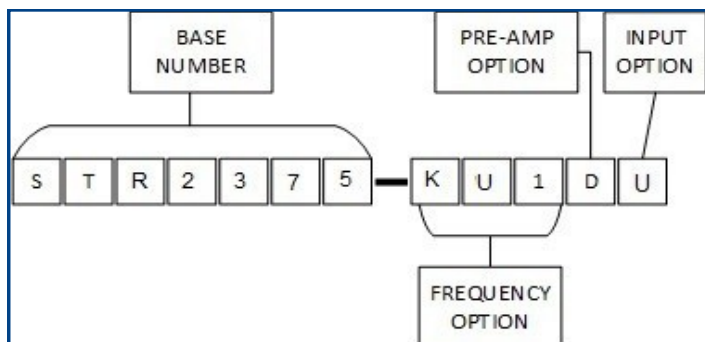 BASE
NUMBER
PRE-AMP
OPTION
INPUT
OPTION
S T R 2 3 7 5 — K U 1 D U
FREQUENCY
OPTION